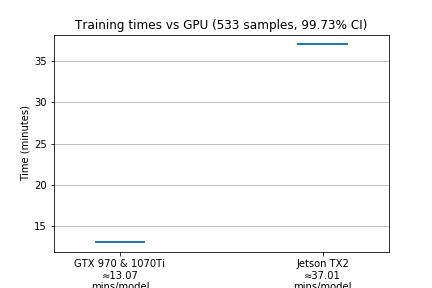 Training times vs GPU (533 samples, 99.73% CI)
Time (minutes)
35
30
25
20
15
GTX 970 & 1070Ti
≈13.07
mins/model
Jetson TX2
≈37.01
mins/model